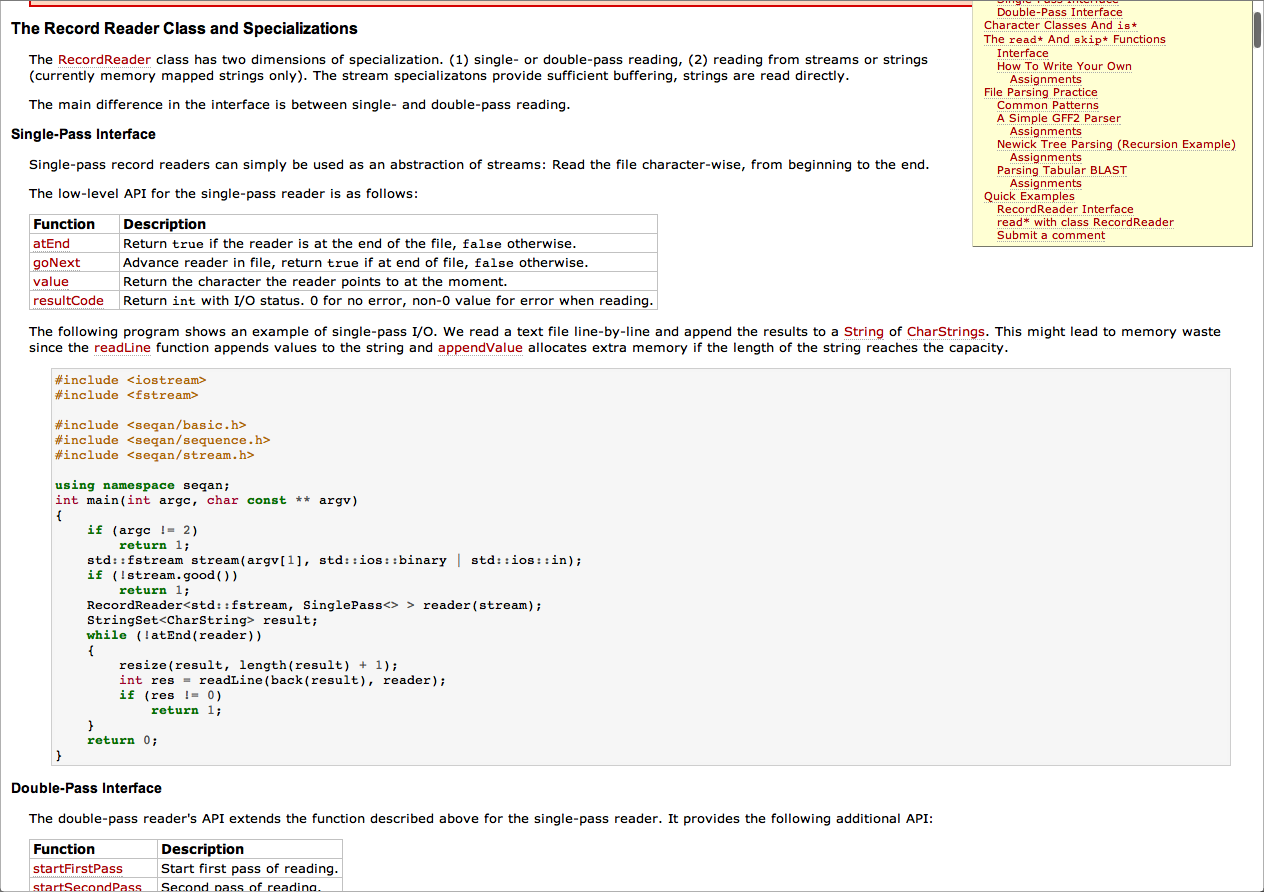 The Record Reader Class and Specializations
The RecordReader class has two dimensions of specialization. (1) single- or double-pass reading, (2) reading from streams or strings
(currently memory mapped strings only). The stream specializatons provide sufficient buffering, strings are read directly.
The main difference in the interface is between single- and double-pass reading.
Single-Pass Interface
Single-pass record readers can simply be used as an abstraction of streams: Read the file character-wise, from beginning to the end.
The low-level API for the single-pass reader is as follows:
Function Description
atEnd Return true if the reader is at the end of the file, false otherwise.
goNext Advance reader in file, return true if at end of file, false otherwise.
value Return the character the reader points to at the moment.
resultCode Return int with I/O status. 0 for no error, non-0 value for error when reading.
Single-Pass Interface
Double-Pass Interface
Character Classes And is*
The read* And skip* Functions
Interface
How To Write Your Own
Assignments
File Parsing Practice
Common Patterns
A Simple GFF2 Parser
Assignments
Newick Tree Parsing (Recursion Example)
Assignments
Parsing Tabular BLAST
Assignments
Quick Examples
RecordReader Interface
read* with class RecordReader
Submit a comment
The following program shows an example of single-pass I/O. We read a text file line-by-line and append the results to a String of CharStrings. This might lead to memory waste
since the readLine function appends values to the string and appendValue allocates extra memory if the length of the string reaches the capacity.
#include <iostream>
#include <fstream>
#include <seqan/basic.h>
#include <seqan/sequence.h>
#include <seqan/stream.h>
using namespace seqan;
int main(int argc, char const ** argv)
{
    if (argc != 2)
        return 1;
    std::fstream stream(argv[1], std::ios::binary | std::ios::in);
    if (!stream.good())
        return 1;
    RecordReader<std::fstream, SinglePass<> > reader(stream);
    StringSet<CharString> result;
    while (!atEnd(reader))
    {
        resize(result, length(result) + 1);
        int res = readLine(back(result), reader);
        if (res != 0)
            return 1;
    }
    return 0;
}
Double-Pass Interface
The double-pass reader's API extends the function described above for the single-pass reader. It provides the following additional API:
Function Description
startFirstPass Start first pass of reading.
startSecondPass Second pass of reading.